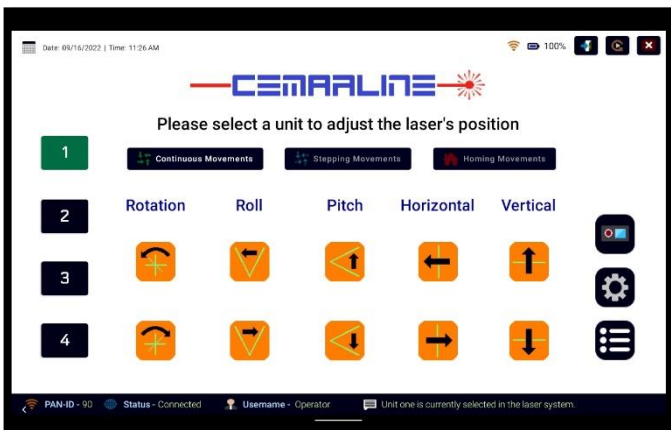 Date: 09/16/2022 | Time: 11:26 AM
100%
CEMARLINE
Please select a unit to adjust the laser's position
1
Continuous Movements
Stepping Movements
Homing Movements
2
Rotation
Roll
Pitch
Horizontal
Vertical
3
4
PAN-ID - 90
Status - Connected
Username - Operator
Unit one is currently selected in the laser system.